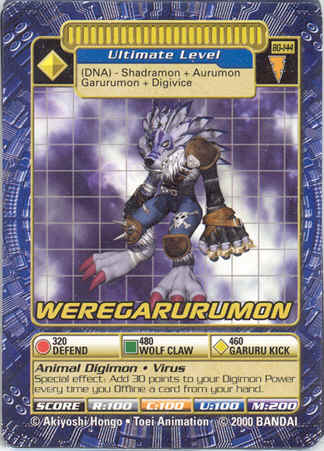 Ultimate Level
BO-144
(DNA) - Shadramon + Aurumon
Garurumon + Digivice
WEREGARURUMON
320
DEFEND
480
WOLF CLAW
460
GARURU KICK
Animal Digimon • Virus
Special effect: Add 30 points to your Digimon Power
every time you Offline a card from your hand.
SCORE R:100 C:100 U:100 M:200
© Akiyoshi Hongo • Toei Animation © 2000 BANDAI